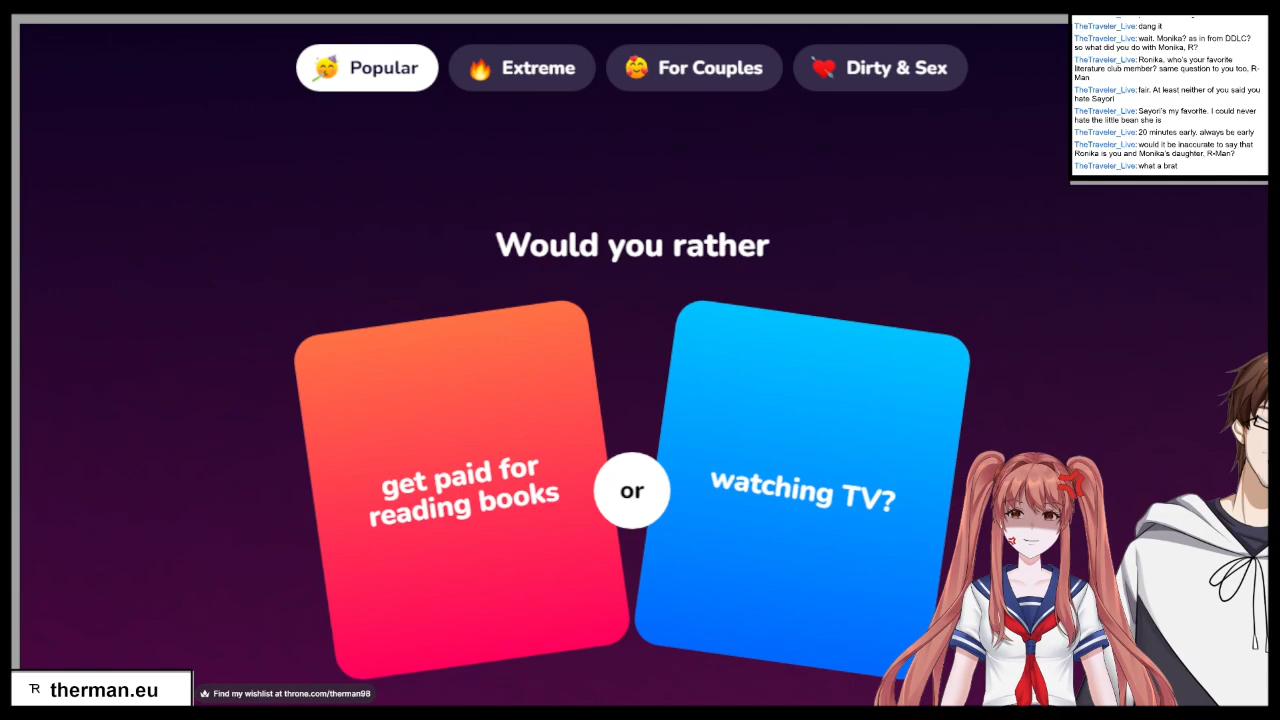 Popular
Extreme
For Couples
Dirty & Sex
TheTraveler_Live: dang it
TheTraveler_Live: wait. Monika? as in from DDLC?
so what did you do with Monika, R?
TheTraveler_Live: Ronika, who's your favorite
literature club member? same question to you too, R-
Man
TheTraveler_Live: fair. At least neither of you said you
hate Sayori
TheTraveler_Live: Sayori's my favorite. I could never
hate the little bean she is
TheTraveler_Live: 20 minutes early. always be early
TheTraveler_Live: would it be inaccurate to say that
Ronika is you and Monika's daughter, R-Man?
TheTraveler_Live: what a brat
Would you rather
get paid for
reading books
or
watching TV?
therman.eu
Find my wishlist at throne.com/therman98